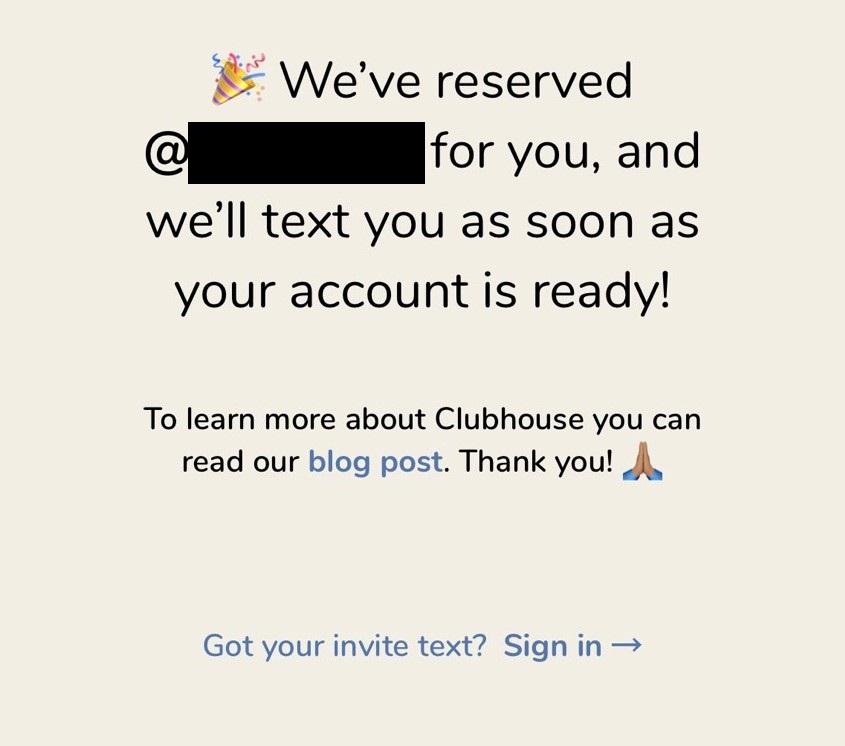 🎉 We’ve reserved
@ for you, and
we’ll text you as soon as
your account is ready!
To learn more about Clubhouse you can
read our blog post. Thank you! 🙏🏽
Got your invite text? Sign in →